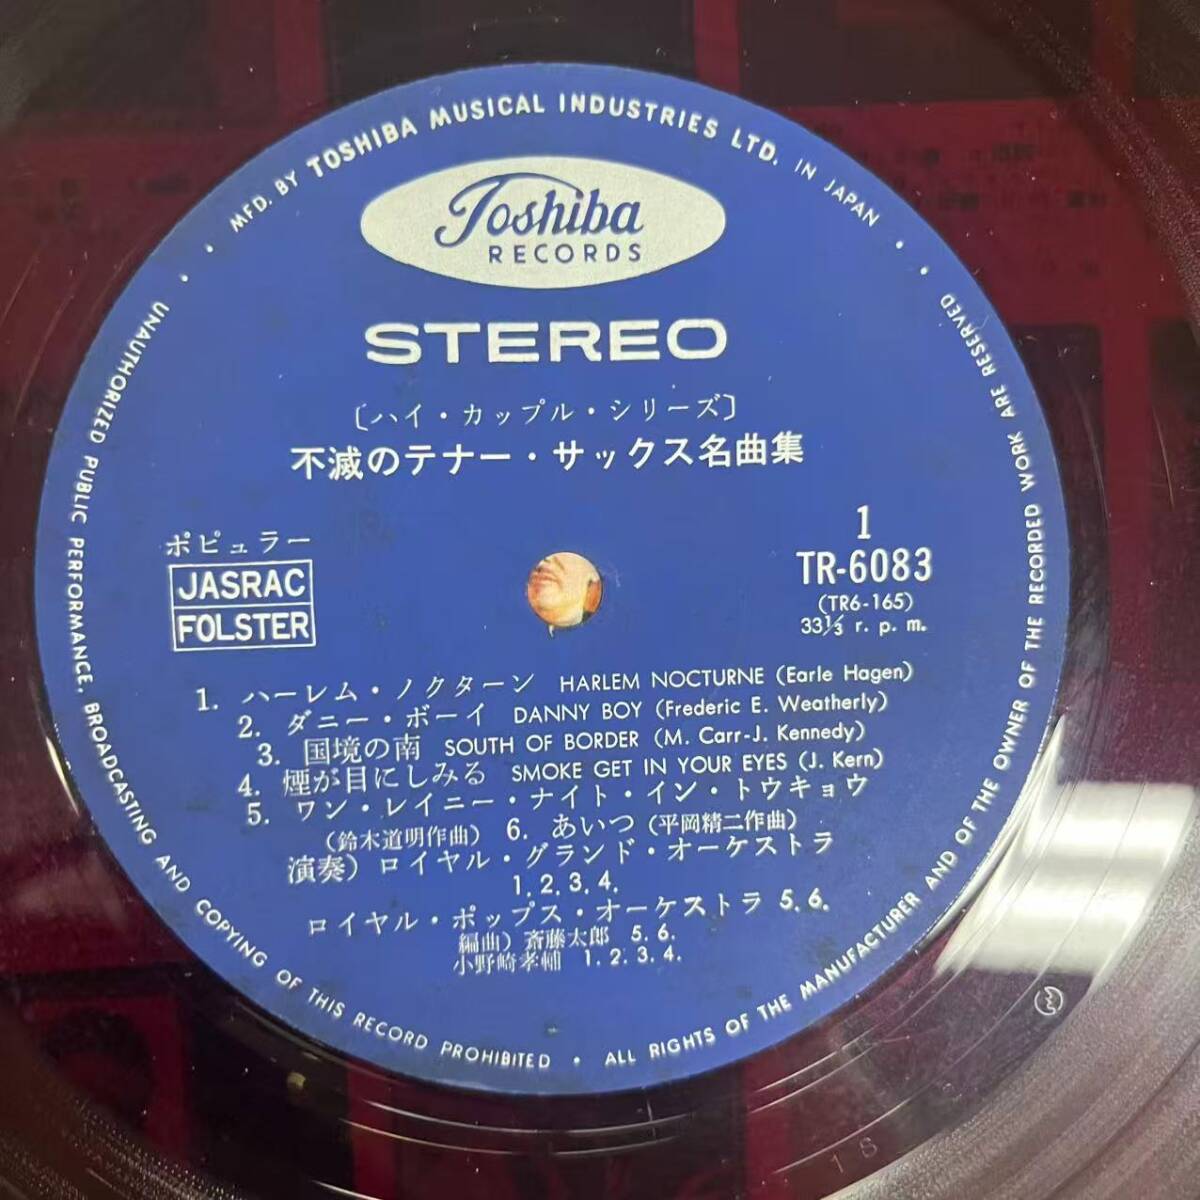 MFD. BY TOSHIBA MUSICAL INDUSTRIES LTD. IN JAPAN
Toshiba
RECORDS
STEREO
〔ハイ・カップル・シリーズ〕
不滅のテナー・サックス名曲集
ポピュラー
JASRAC
FOLSTER
1
TR-6083
(TR6-165)
33⅓ r. p. m.
1. ハーレム・ノクターン HARLEM NOCTURNE (Earle Hagen)
2. ダニー・ボーイ DANNY BOY (Frederic E. Weatherly)
3. 国境の南 SOUTH OF BORDER (M. Carr-J. Kennedy)
4. 煙が目にしみる SMOKE GET IN YOUR EYES (J. Kern)
5. ワン・レイニー・ナイト・イン・トウキョウ
(鈴木道明作曲) 6. あいつ (平岡精二作曲)
演奏) ロイヤル・グランド・オーケストラ
1. 2. 3. 4.
ロイヤル・ポップス・オーケストラ 5. 6.
編曲) 斎藤太郎 5. 6.
小野崎孝輔 1. 2. 3. 4.
UNAUTHORIZED PUBLIC PERFORMANCE, BROADCASTING AND COPYING OF THIS RECORD PROHIBITED • ALL RIGHTS OF THE MANUFACTURER AND OF THE OWNER OF THE RECORDED WORK ARE RESERVED
1S